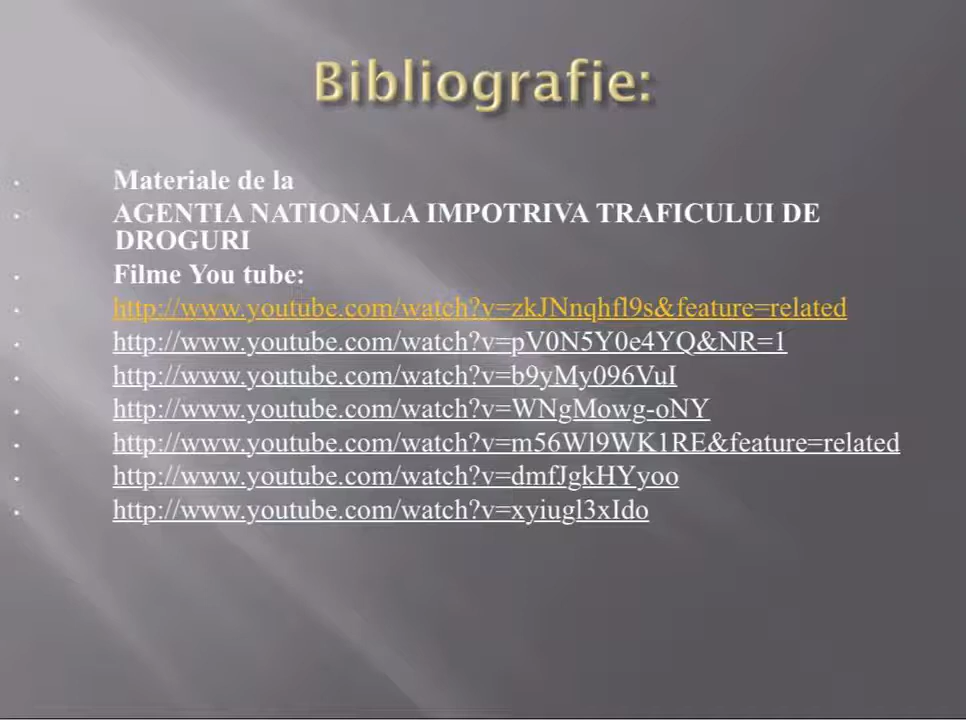 Bibliografie:
Materiale de la
AGENTIA NATIONALA IMPOTRIVA TRAFICULUI DE
DROGURI
Filme You tube:
http://www.youtube.com/watch?v=zkJNnqhfl9s&feature=related
http://www.youtube.com/watch?v=pV0N5Y0e4YQ&NR=1
http://www.youtube.com/watch?v=b9yMy096VuI
http://www.youtube.com/watch?v=WNgMowg-oNY
http://www.youtube.com/watch?v=m56Wl9WK1RE&feature=related
http://www.youtube.com/watch?v=dmfJgkHYyoo
http://www.youtube.com/watch?v=xyiugl3xIdo